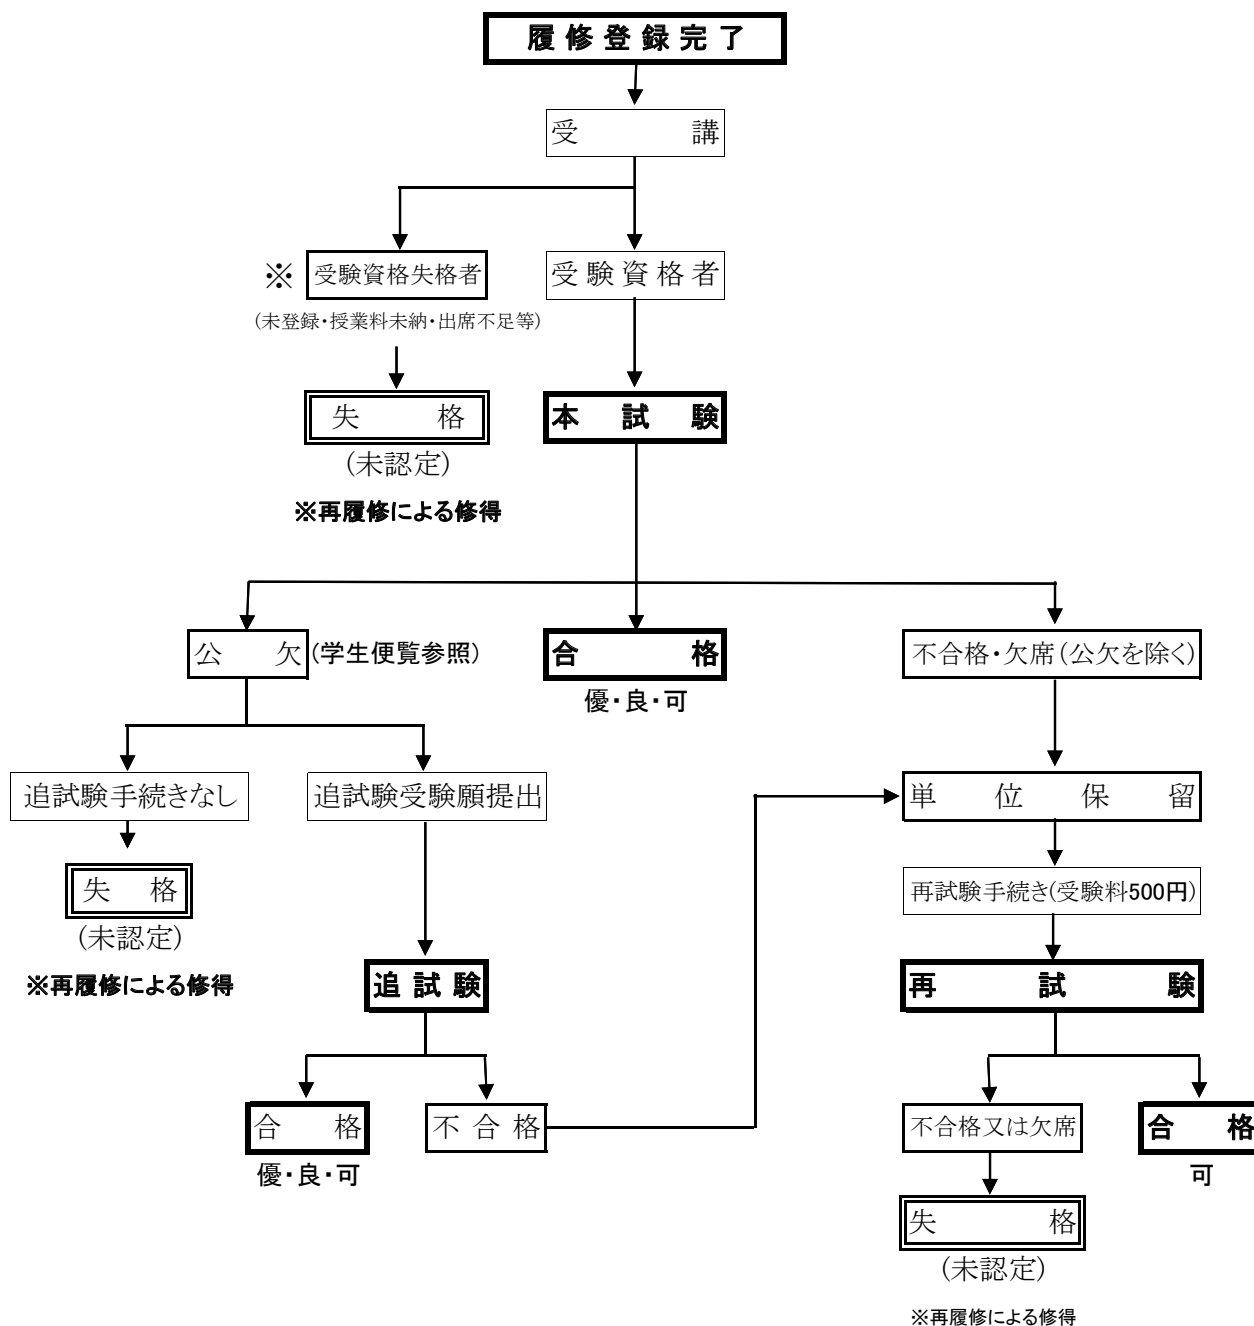 履修登録完了
受講
※ 受験資格失格者
受験資格者
(未登録・授業料未納・出席不足等)
失格
本試験
(未認定)
※再履修による修得
公欠 (学生便覧参照)
合格
不合格・欠席(公欠を除く)
優・良・可
追試験手続きなし
追試験受験願提出
単位保留
失格
再試験手続き(受験料500円)
(未認定)
※再履修による修得
追試験
再試験
合格
不合格
不合格又は欠席
合格
優・良・可
可
失格
(未認定)
※再履修による修得